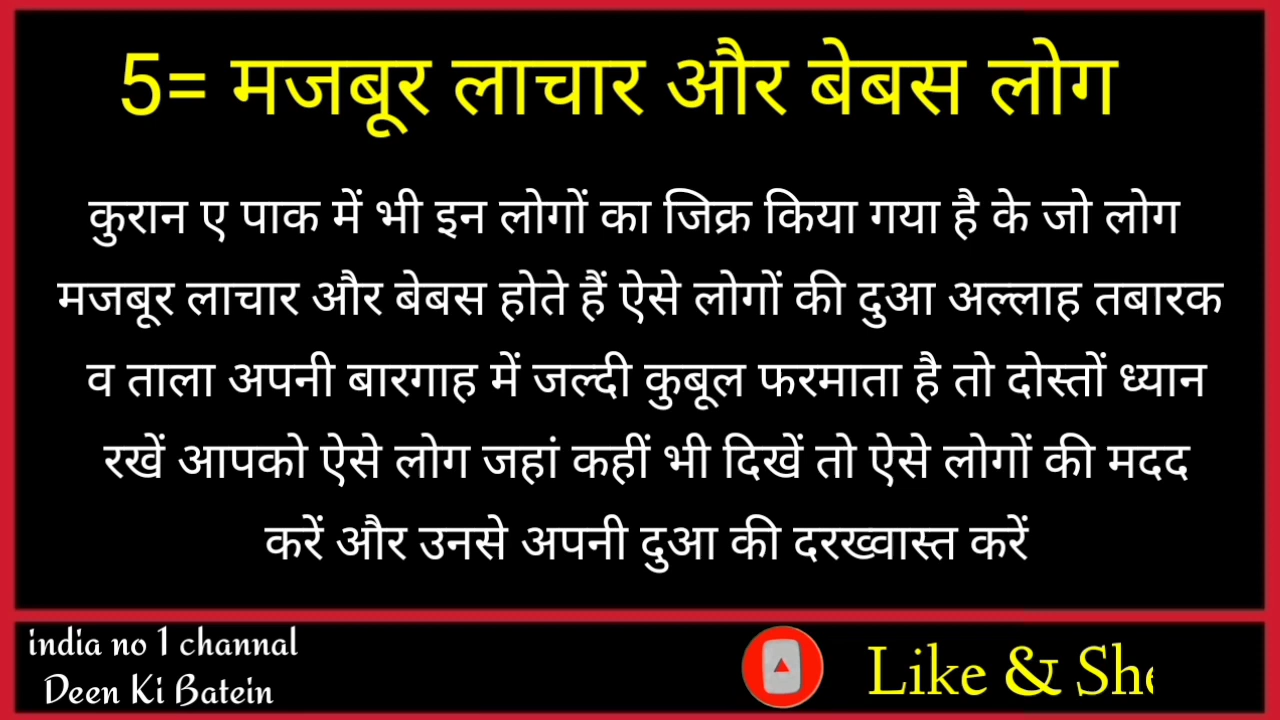 5= मजबूर लाचार और बेबस लोग
कुरान ए पाक में भी इन लोगों का जिक्र किया गया है के जो लोग
मजबूर लाचार और बेबस होते हैं ऐसे लोगों की दुआ अल्लाह तबारक
व ताला अपनी बारगाह में जल्दी कुबूल फरमाता है तो दोस्तों ध्यान
रखें आपको ऐसे लोग जहां कहीं भी दिखें तो ऐसे लोगों की मदद
करें और उनसे अपनी दुआ की दरख्वास्त करें
india no 1 channal
Deen Ki Batein
Like & She